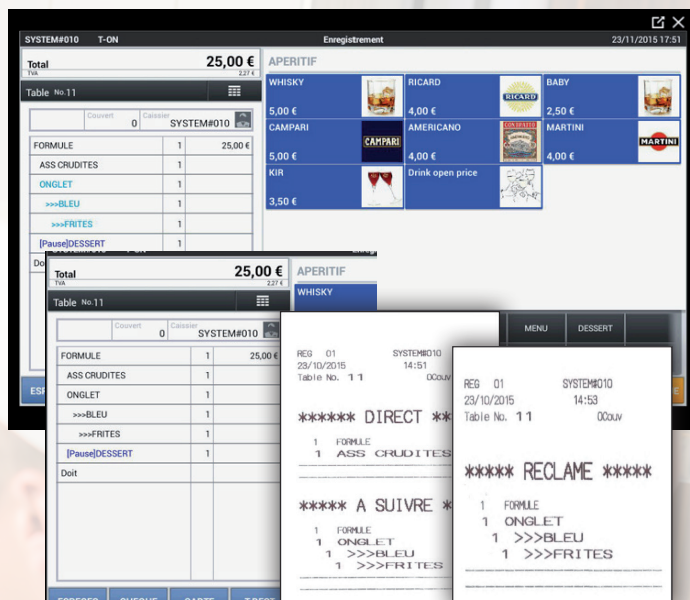 SYSTEM#010 T-ON Enregistrement 23/11/2015 17:51
Total 25,00 €
TVA 2,27 €
Table No.11
Couvert 0 Caissier SYSTEM#010
FORMULE 1 25,00 €
ASS CRUDITES 1
ONGLET 1
>>>BLEU 1
>>>FRITES 1
[Pause]DESSERT 1
APERITIF
WHISKY 5,00 €
RICARD 4,00 €
RICARD
BABY 2,50 €
CAMPARI 5,00 €
CAMPARI
AMERICANO 4,00 €
MARTINI 4,00 €
MARTINI
KIR 3,50 €
Drink open price
MENU DESSERT
Total 25,00 €
TVA 2,27 €
APERITIF
WHISKY
Table No.11
Couvert 0 Caissier SYSTEM#010
FORMULE 1 25,00 €
ASS CRUDITES 1
ONGLET 1
>>>BLEU 1
>>>FRITES 1
[Pause]DESSERT 1
Doit
REG 01 SYSTEM#010
23/10/2015 14:51
Table No. 11 0Couv
****** DIRECT **
1 FORMULE
1 ASS CRUDITES
***** A SUIVRE *
1 FORMULE
1 ONGLET
1 >>>BLEU
1 >>>FRITES
REG 01 SYSTEM#010
23/10/2015 14:53
Table No. 11 0Couv
***** RECLAME *****
1 FORMULE
1 ONGLET
1 >>>BLEU
1 >>>FRITES